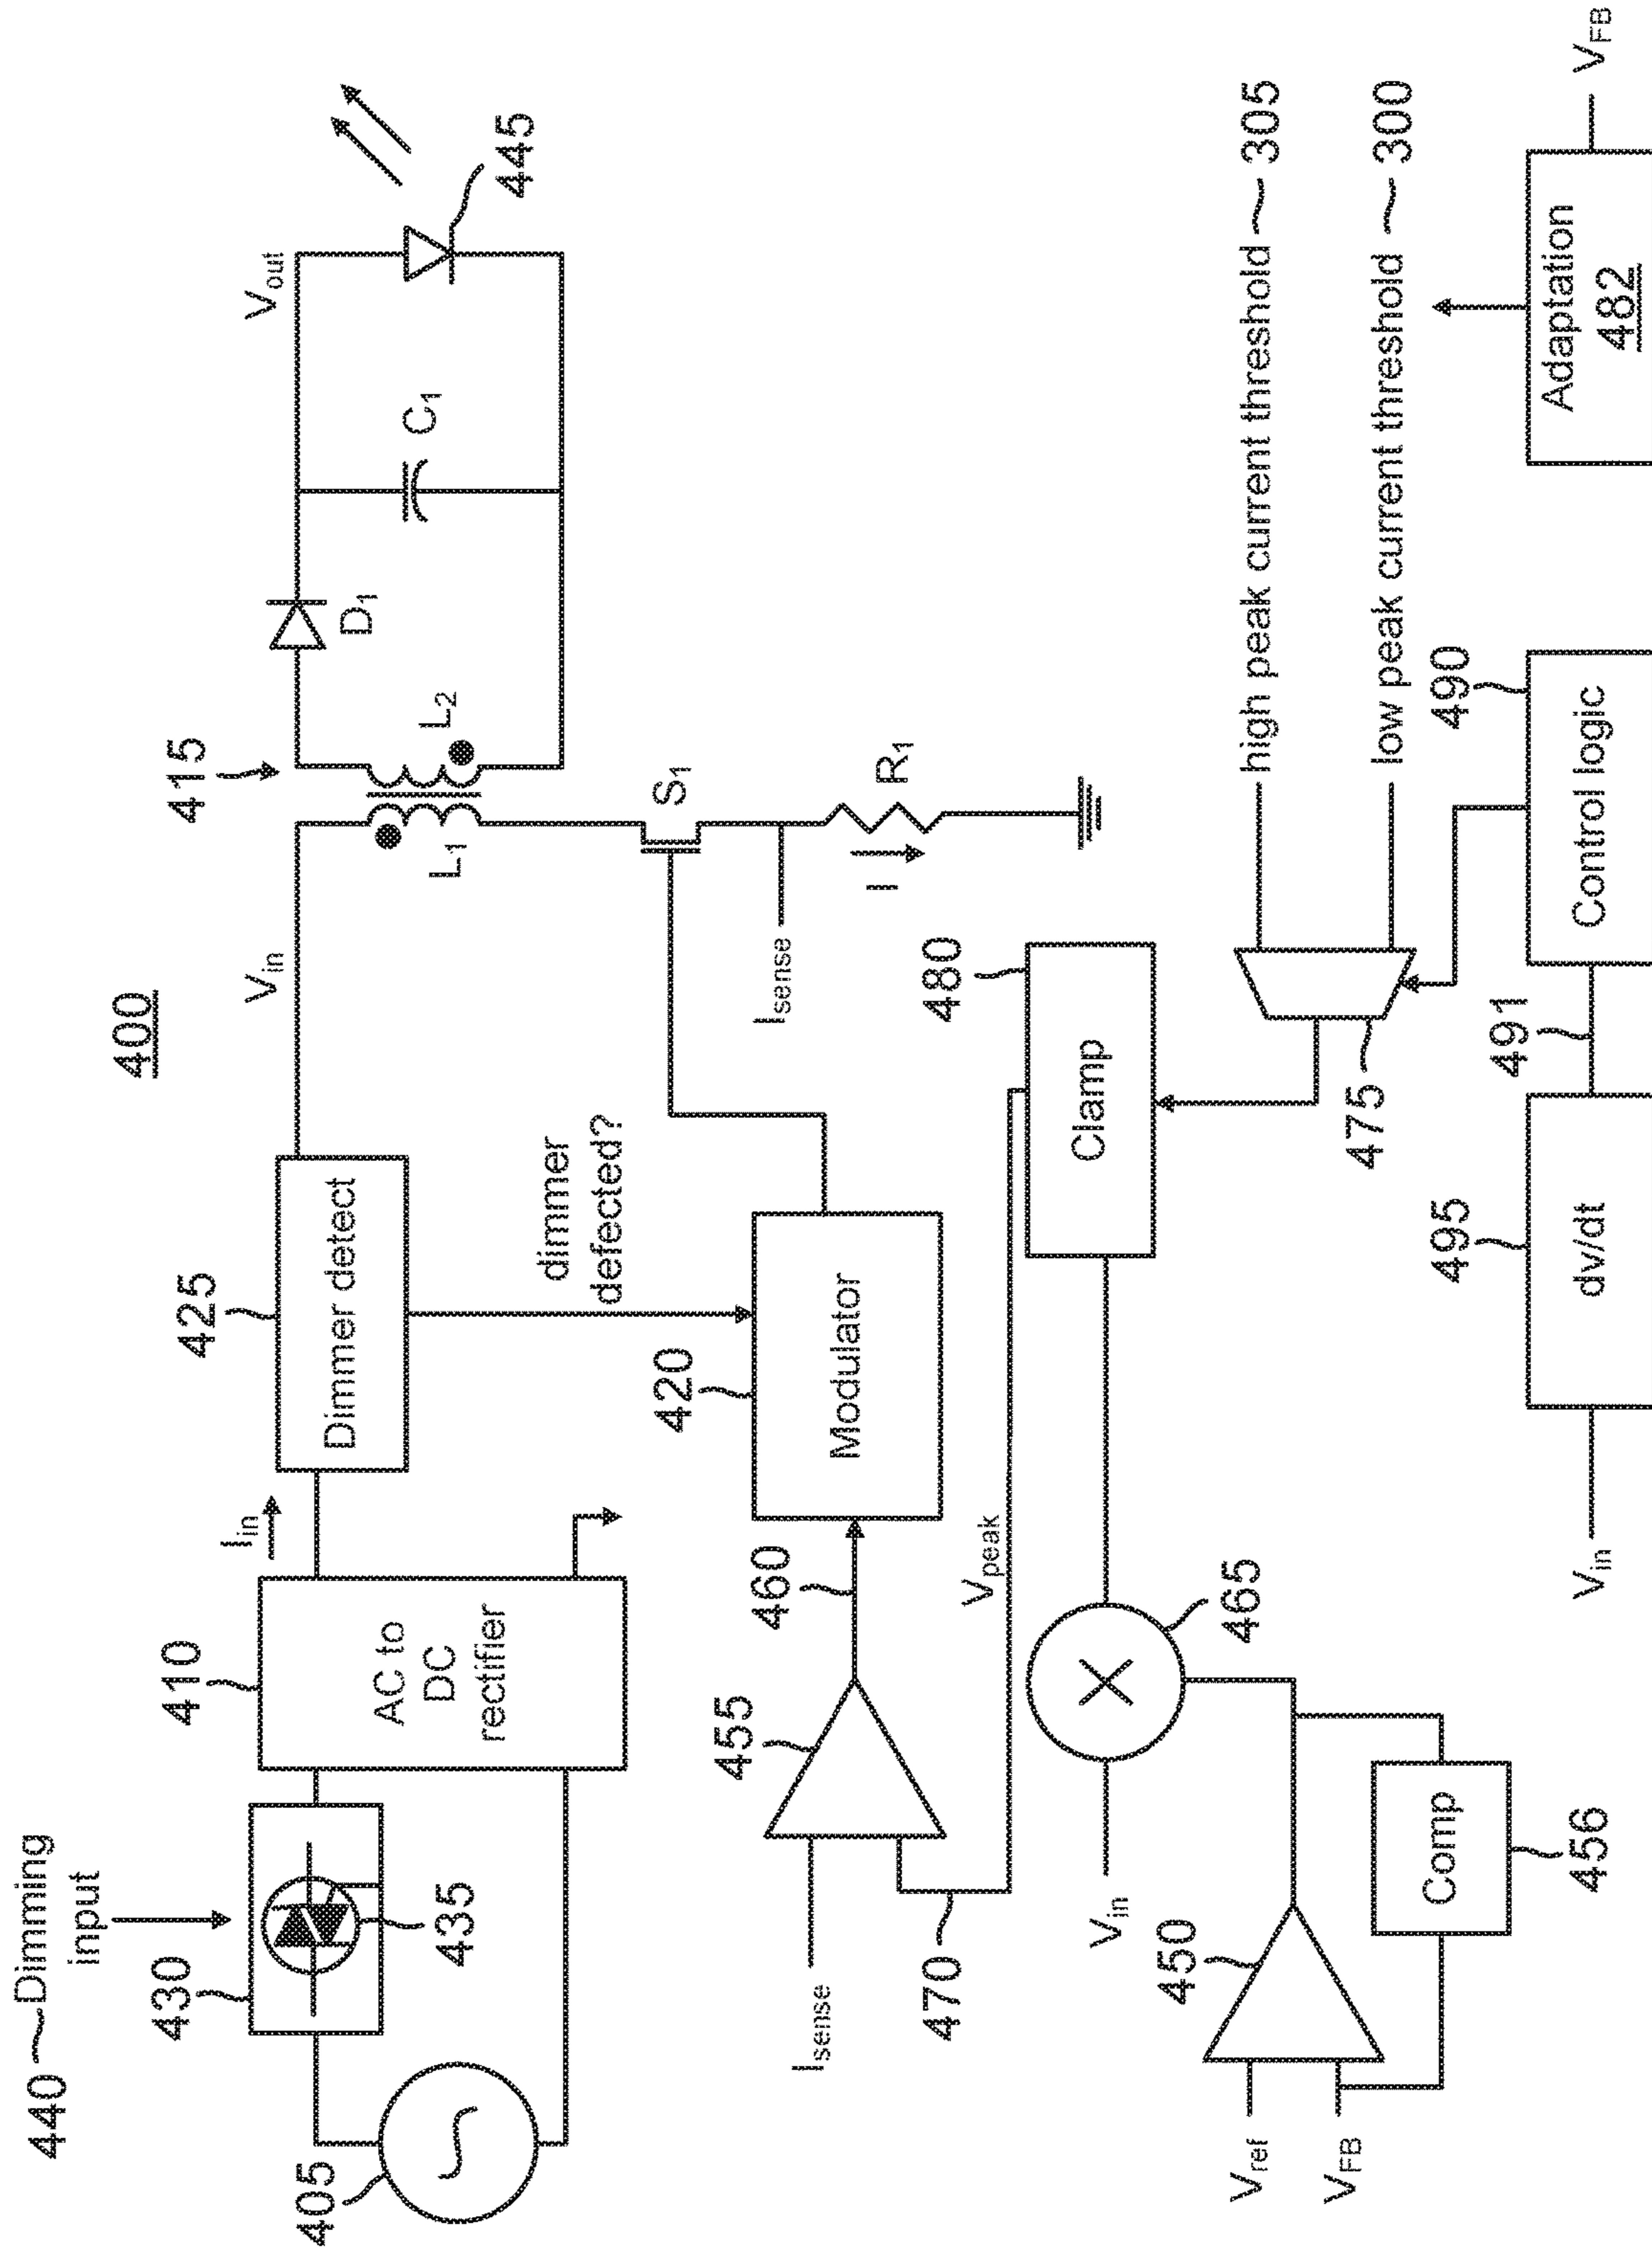 400
440 Dimming
input
430
435
405
410
AC to
DC
rectifier
Iin
425
Dimmer detect
Vin
415
L1
L2
D1
C1
Vout
445
dimmer
defected?
S1
Isense
I
R1
Isense
455
460
420
Modulator
470
Vpeak
480
Clamp
Vin
465
Vref
VFB
450
Comp
456
475
high peak current threshold 305
low peak current threshold 300
Vin
495
dv/dt
491
490
Control logic
Adaptation
482
VFB